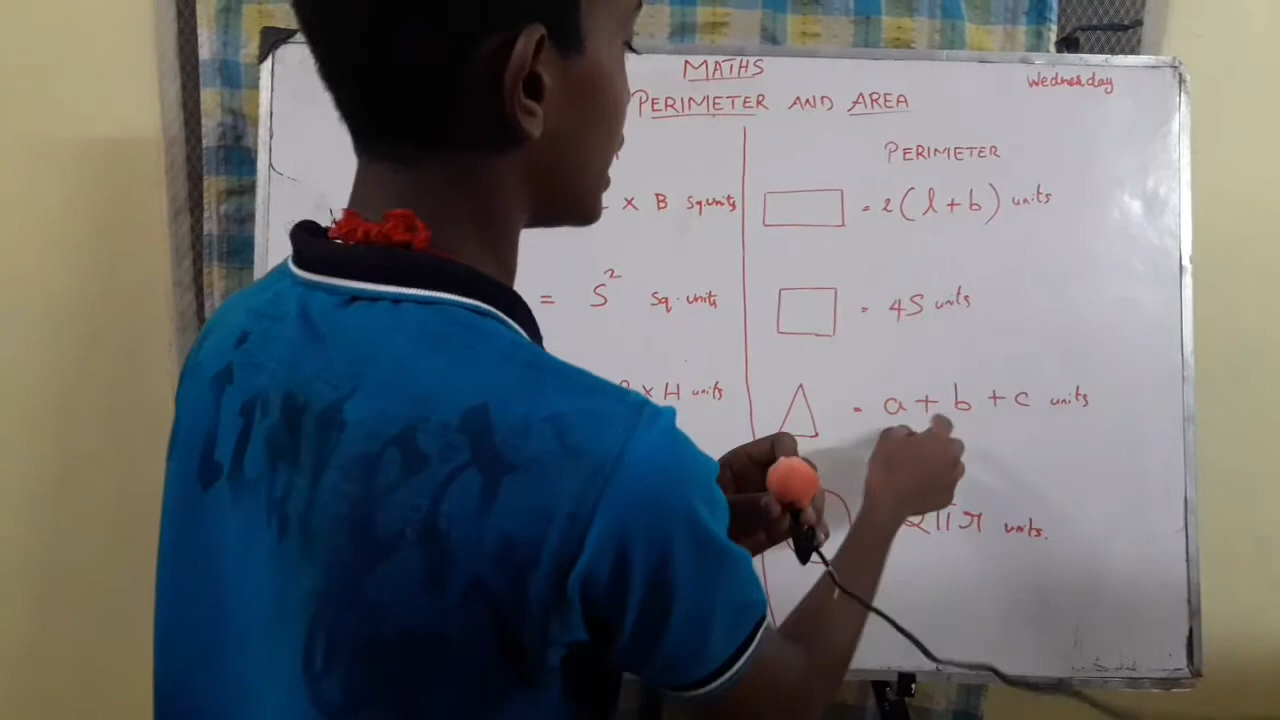 MATHS
Wednesday
PERIMETER AND AREA
PERIMETER
× B Sq.units
= 2(l+b) units
= S² Sq. units
= 4S units
× H units
= a + b + c units
2πr units.